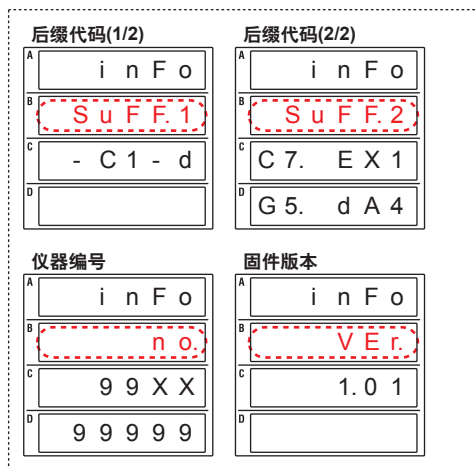 后缀代码(1/2)
A
i n F o
B
S u F F. 1
C
- C 1 - d
D
后缀代码(2/2)
A
i n F o
B
S u F F. 2
C
C 7. E X 1
D
G 5. d A 4
仪器编号
A
i n F o
B
n o.
C
9 9 X X
D
9 9 9 9 9
固件版本
A
i n F o
B
V E r.
C
1. 0 1
D